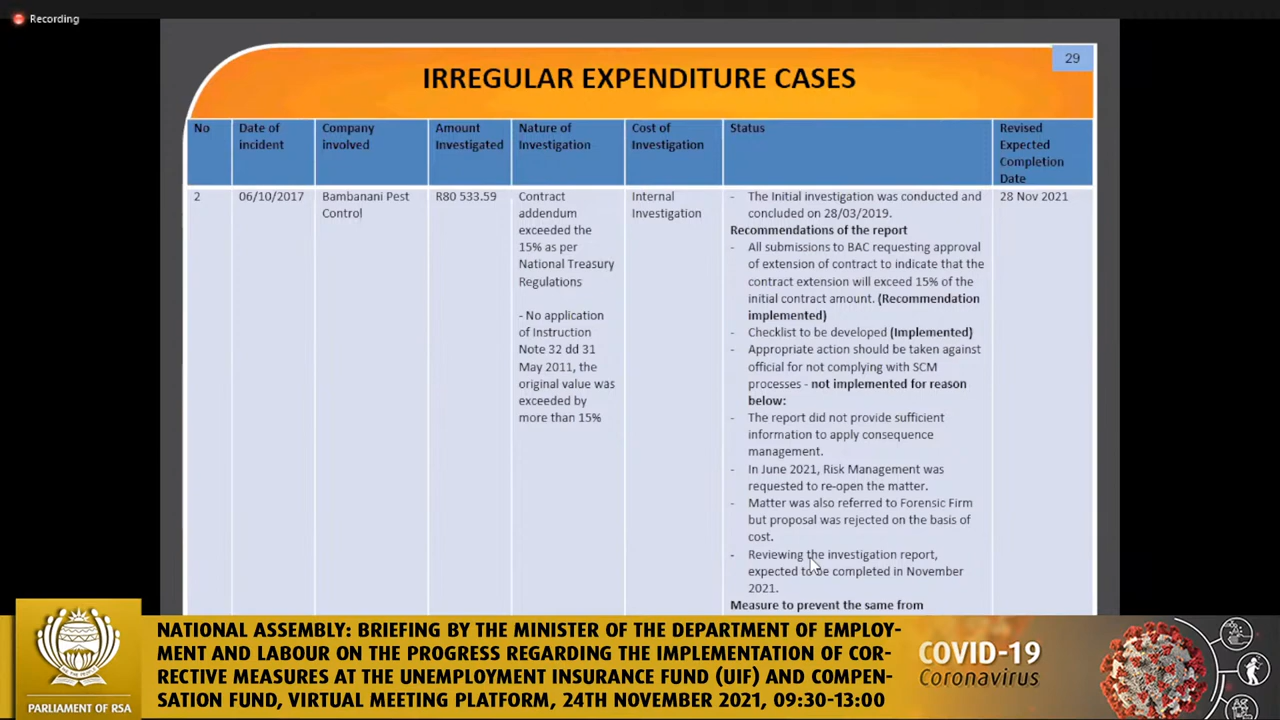 Recording
29
IRREGULAR EXPENDITURE CASES
No
Date of
incident
Company
involved
Amount
Investigated
Nature of
Investigation
Cost of
Investigation
Status
Revised
Expected
Completion
Date
2
06/10/2017
Bambanani Pest
Control
R80 533.59
Contract
addendum
exceeded the
15% as per
National Treasury
Regulations
- No application
of Instruction
Note 32 dd 31
May 2011, the
original value was
exceeded by
more than 15%
Internal
Investigation
- The Initial investigation was conducted and
concluded on 28/03/2019.
Recommendations of the report
- All submissions to BAC requesting approval
of extension of contract to indicate that the
contract extension will exceed 15% of the
initial contract amount. (Recommendation
implemented)
- Checklist to be developed (Implemented)
- Appropriate action should be taken against
official for not complying with SCM
processes - not implemented for reason
below:
- The report did not provide sufficient
information to apply consequence
management.
- In June 2021, Risk Management was
requested to re-open the matter.
- Matter was also referred to Forensic Firm
but proposal was rejected on the basis of
cost.
- Reviewing the investigation report,
expected to be completed in November
2021.
Measure to prevent the same from
28 Nov 2021
PARLIAMENT OF RSA
NATIONAL ASSEMBLY: BRIEFING BY THE MINISTER OF THE DEPARTMENT OF EMPLOY-
MENT AND LABOUR ON THE PROGRESS REGARDING THE IMPLEMENTATION OF COR-
RECTIVE MEASURES AT THE UNEMPLOYMENT INSURANCE FUND (UIF) AND COMPEN-
SATION FUND, VIRTUAL MEETING PLATFORM, 24TH NOVEMBER 2021, 09:30-13:00
COVID-19
Coronavirus